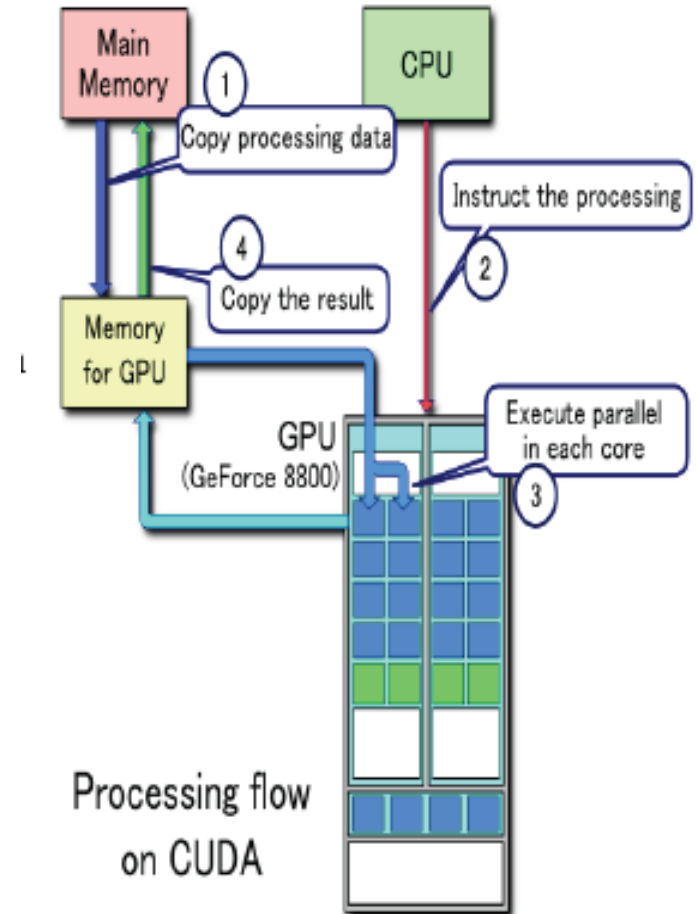 Main
Memory
CPU
1
Copy processing data
Instruct the processing
2
4
Copy the result
Memory
for GPU
Execute parallel
in each core
3
GPU
(GeForce 8800)
Processing flow
on CUDA